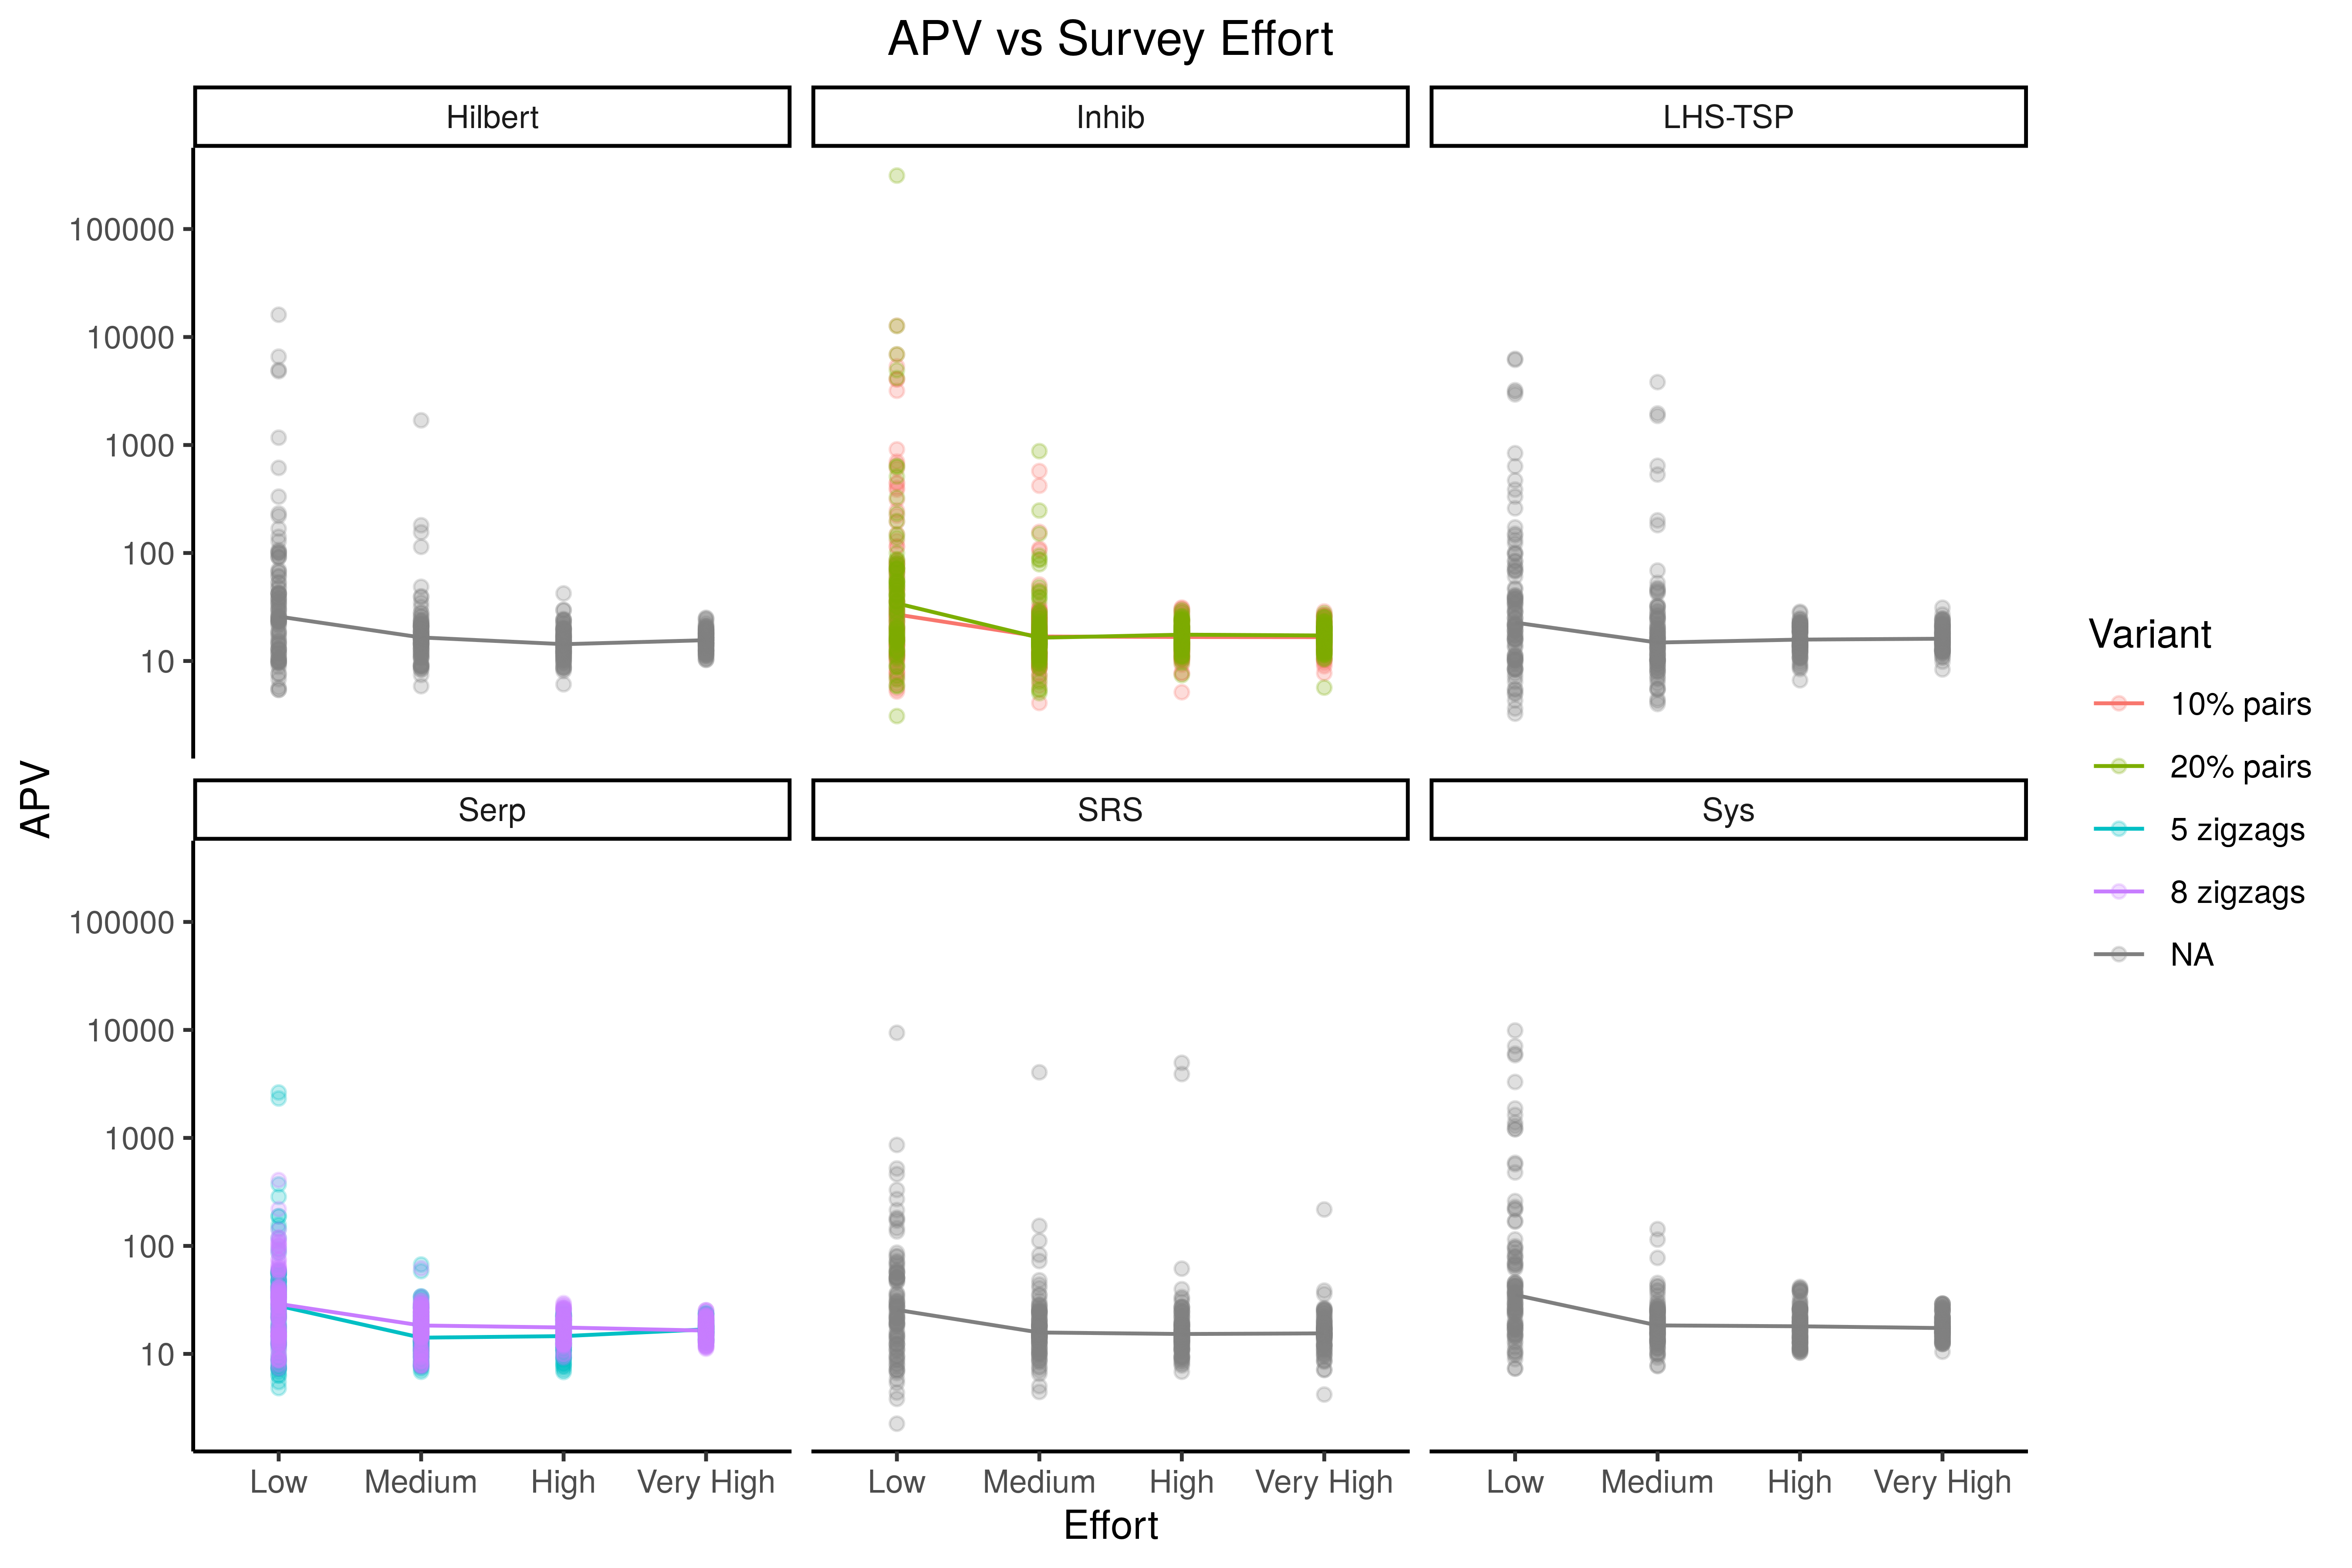 APV vs Survey Effort
Hilbert
Inhib
LHS-TSP
100000
10000
1000
100
10
Serp
SRS
Sys
100000
10000
1000
100
10
Low Medium High Very High
Low Medium High Very High
Low Medium High Very High
Effort
APV
Variant
10% pairs
20% pairs
5 zigzags
8 zigzags
NA